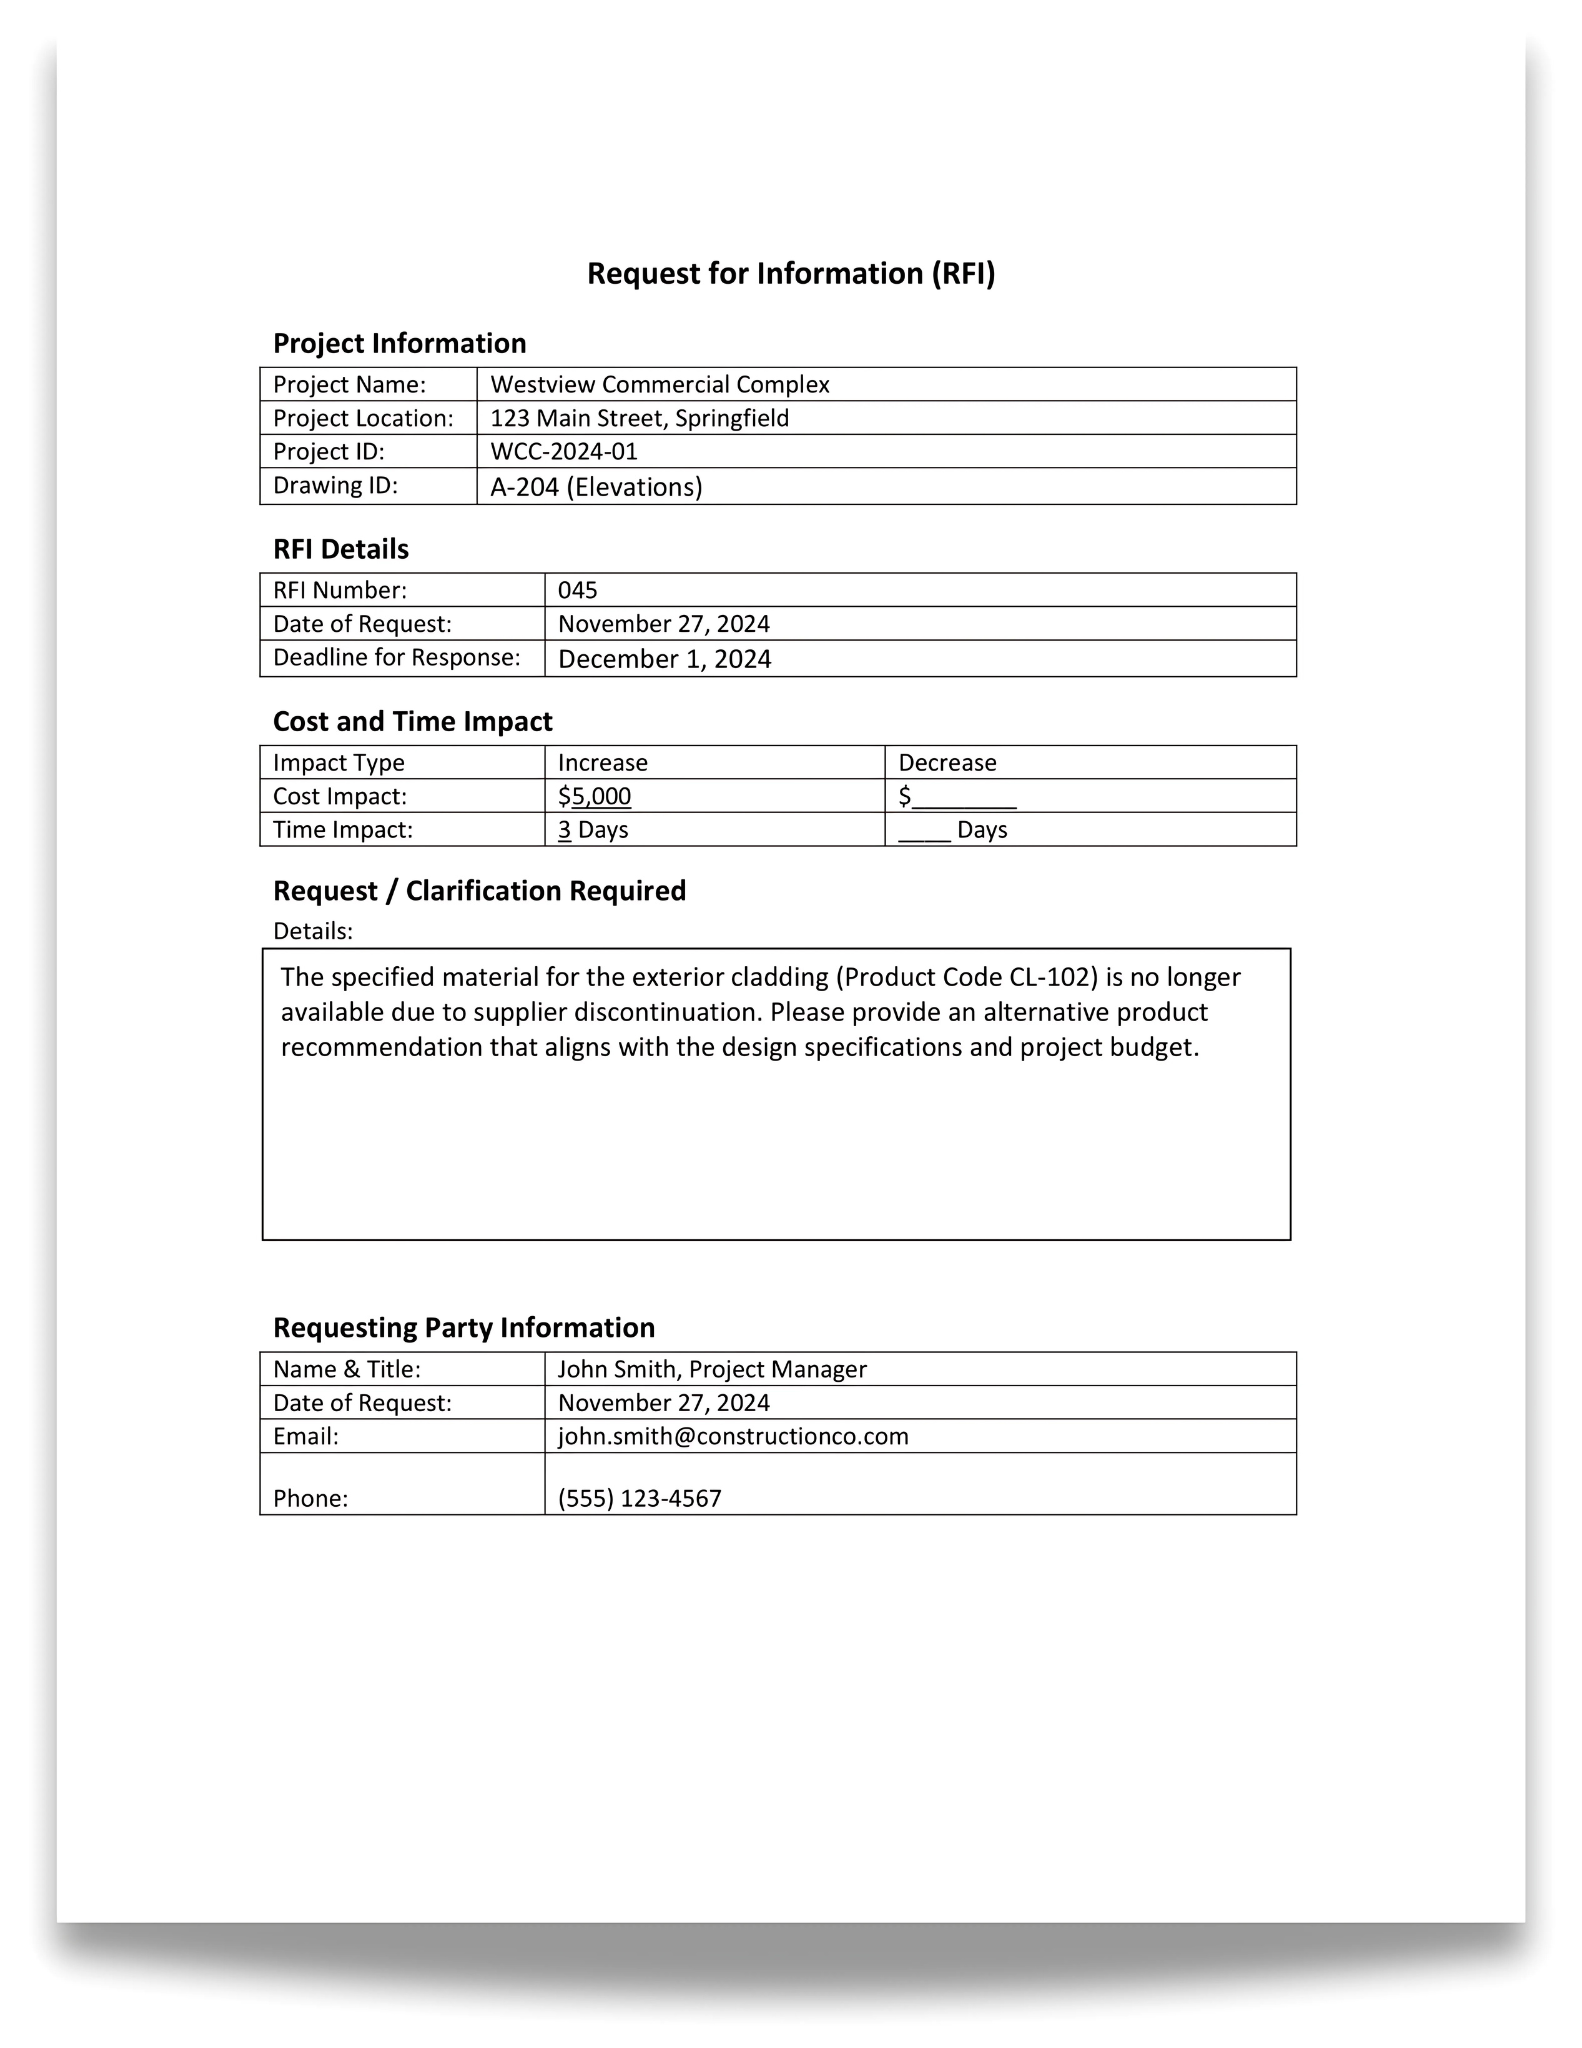 Request for Information (RFI)
Project Information
Project Name: Westview Commercial Complex
Project Location: 123 Main Street, Springfield
Project ID: WCC-2024-01
Drawing ID: A-204 (Elevations)
RFI Details
RFI Number: 045
Date of Request: November 27, 2024
Deadline for Response: December 1, 2024
Cost and Time Impact
Impact Type Increase Decrease
Cost Impact: $5,000 $________
Time Impact: 3 Days ____ Days
Request / Clarification Required
Details:
The specified material for the exterior cladding (Product Code CL-102) is no longer
available due to supplier discontinuation. Please provide an alternative product
recommendation that aligns with the design specifications and project budget.
Requesting Party Information
Name & Title: John Smith, Project Manager
Date of Request: November 27, 2024
Email: john.smith@constructionco.com
Phone: (555) 123-4567